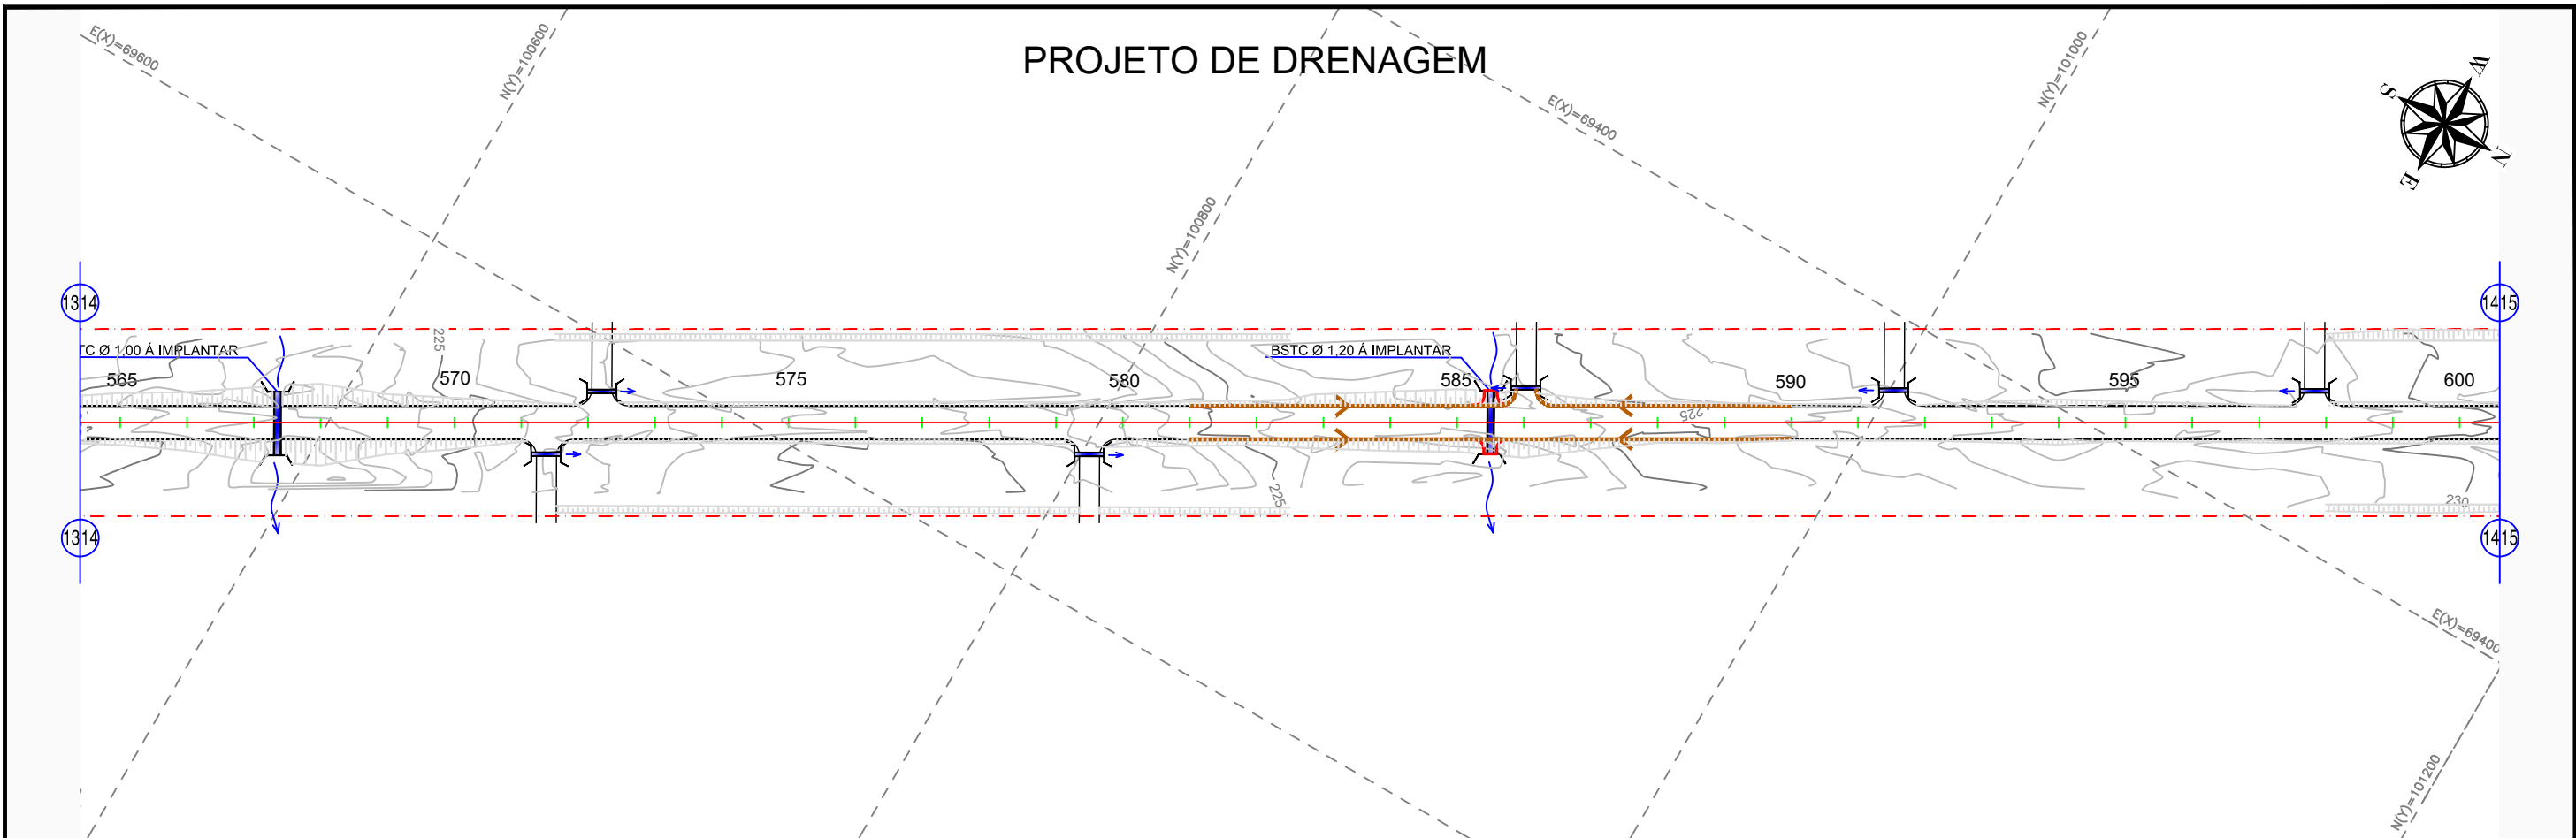 PROJETO DE DRENAGEM
E(X)=69600
N(Y)=100600
N(Y)=100800
E(X)=69400
N(Y)=101000
W
S
N
E
1314
1415
TC Ø 1,00 Á IMPLANTAR
225
BSTC Ø 1,20 Á IMPLANTAR
565
570
575
580
585
590
595
600
225
225
230
1314
1415
E(X)=69400
N(Y)=101200